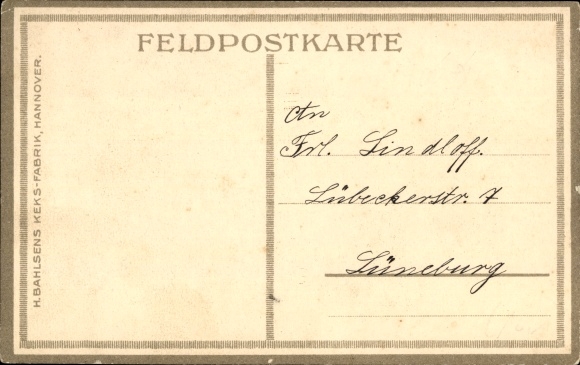 FELDPOSTKARTE
H. BAHLSENS KEKS-FABRIK, HANNOVER.
An
Frl. Lindloff.
Lübeckerstr. 7
Lüneburg